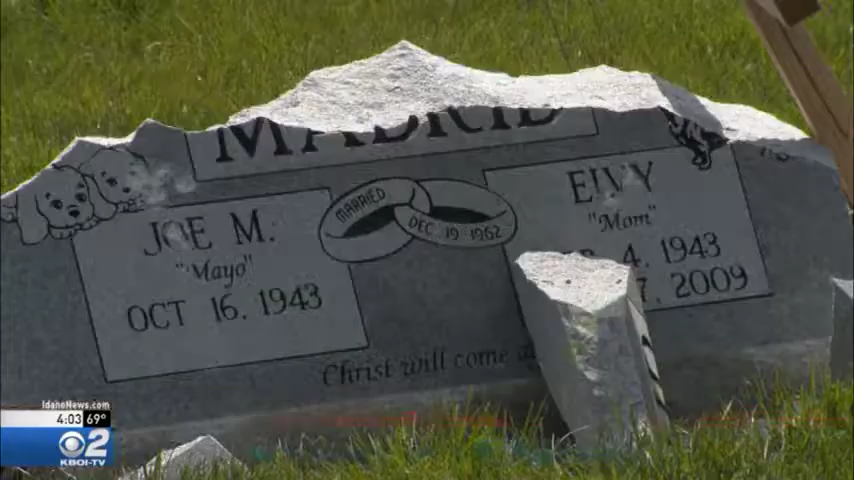 MADRID
JOE M.
"Mayo"
OCT 16, 1943
MARRIED
DEC 19 1962
"Mom"
4, 1943
7, 2009
Christ will come
IdahoNews.com
4:03 69°
2
KBOI-TV